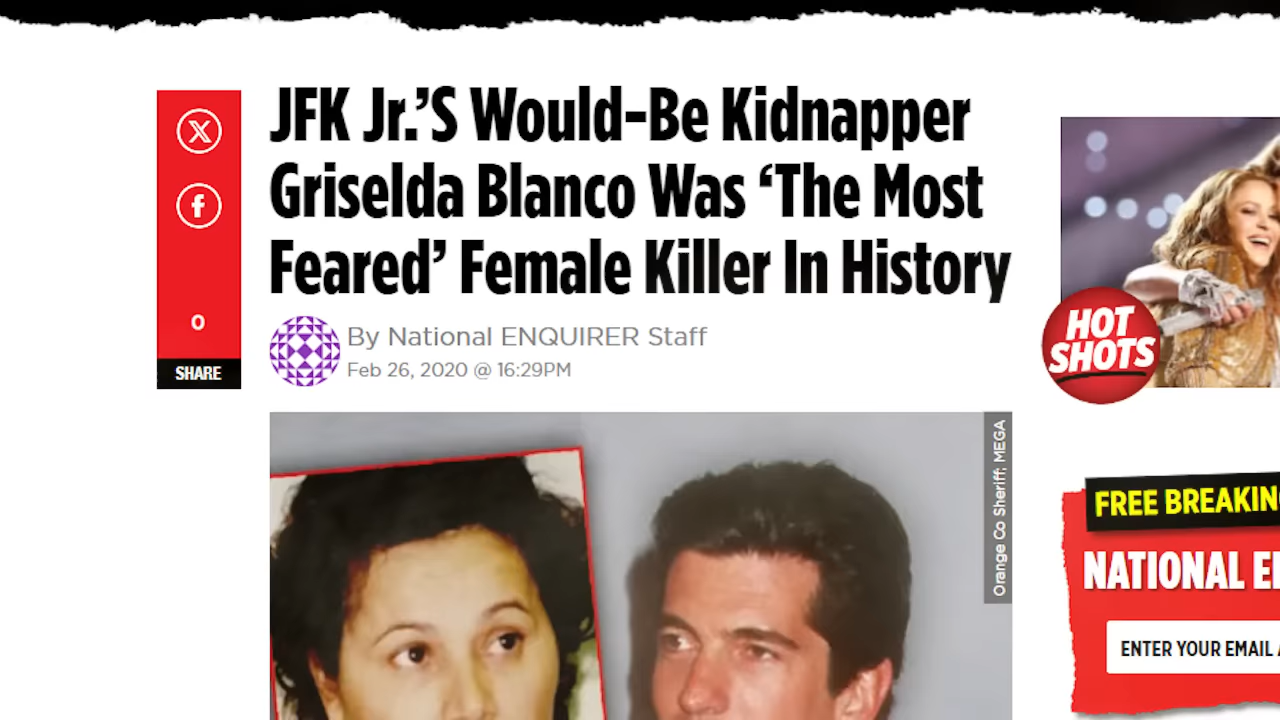 JFK Jr.’S Would-Be Kidnapper
Griselda Blanco Was ‘The Most
Feared’ Female Killer In History
By National ENQUIRER Staff
Feb 26, 2020 @ 16:29PM
0
SHARE
Orange Co Sheriff; MEGA
HOT
SHOTS
FREE BREAKIN
NATIONAL E
ENTER YOUR EMAIL A